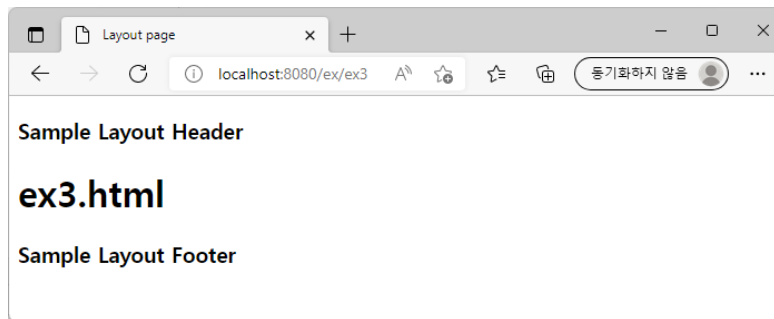 Layout page
localhost:8080/ex/ex3 동기화하지 않음
Sample Layout Header
ex3.html
Sample Layout Footer